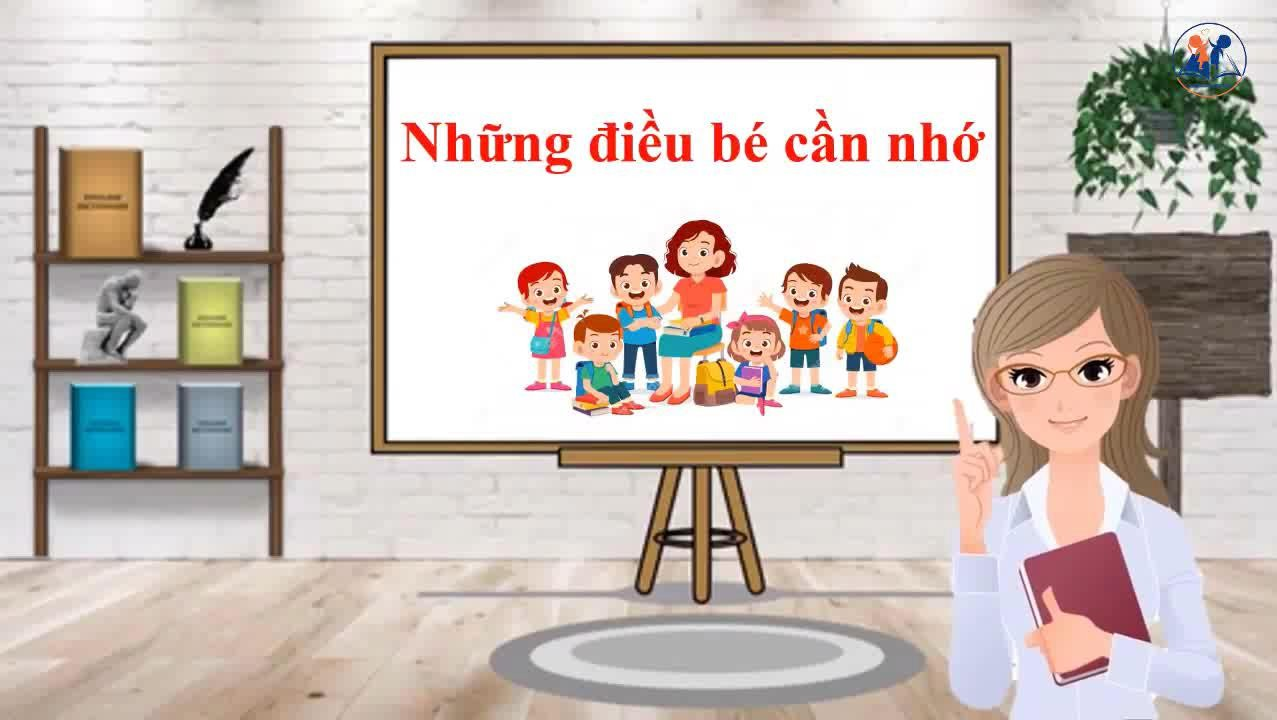 Những điều bé cần nhớ